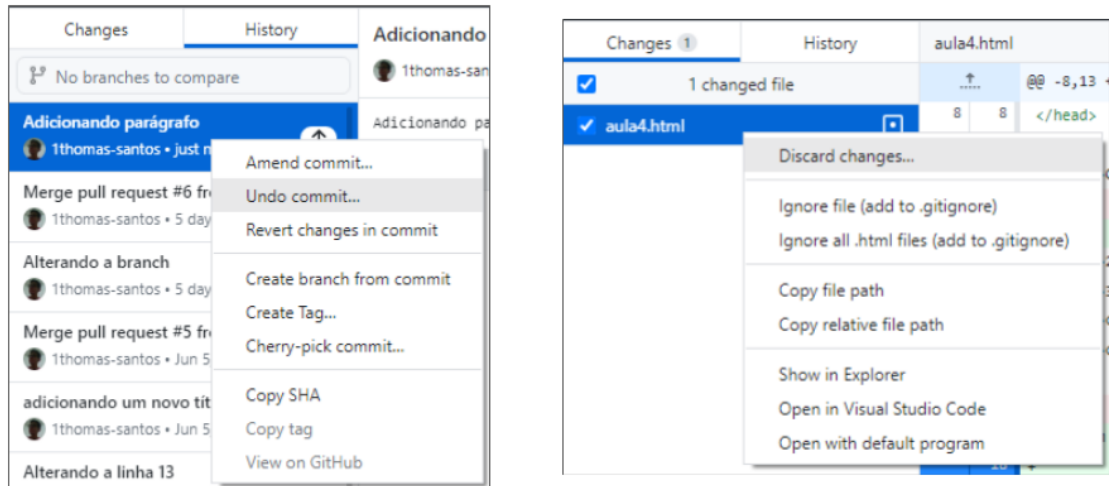 Changes
History
Adicionando
No branches to compare
1thomas-san
Adicionando parágrafo
Adicionando pa
1thomas-santos • just n
Merge pull request #6 fr
1thomas-santos • 5 day
Alterando a branch
1thomas-santos • 5 day
Merge pull request #5 fr
1thomas-santos • Jun 5
adicionando um novo tít
1thomas-santos • Jun 5
Alterando a linha 13
Amend commit...
Undo commit...
Revert changes in commit
Create branch from commit
Create Tag...
Cherry-pick commit...
Copy SHA
Copy tag
View on GitHub
Changes 1
History
aula4.html
1 changed file
@@ -8,13 +
aula4.html
8 8 </head>
Discard changes...
Ignore file (add to .gitignore)
Ignore all .html files (add to .gitignore)
Copy file path
Copy relative file path
Show in Explorer
Open in Visual Studio Code
Open with default program